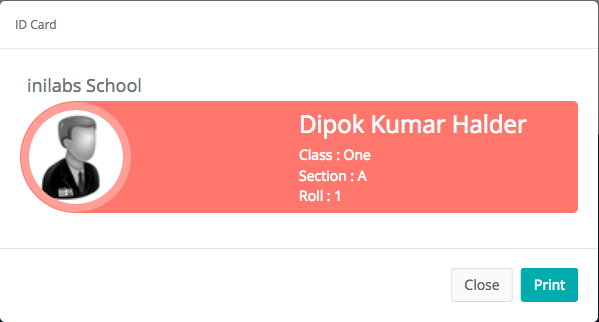 ID Card
inilabs School
Dipok Kumar Halder
Class : One
Section : A
Roll : 1
Close Print